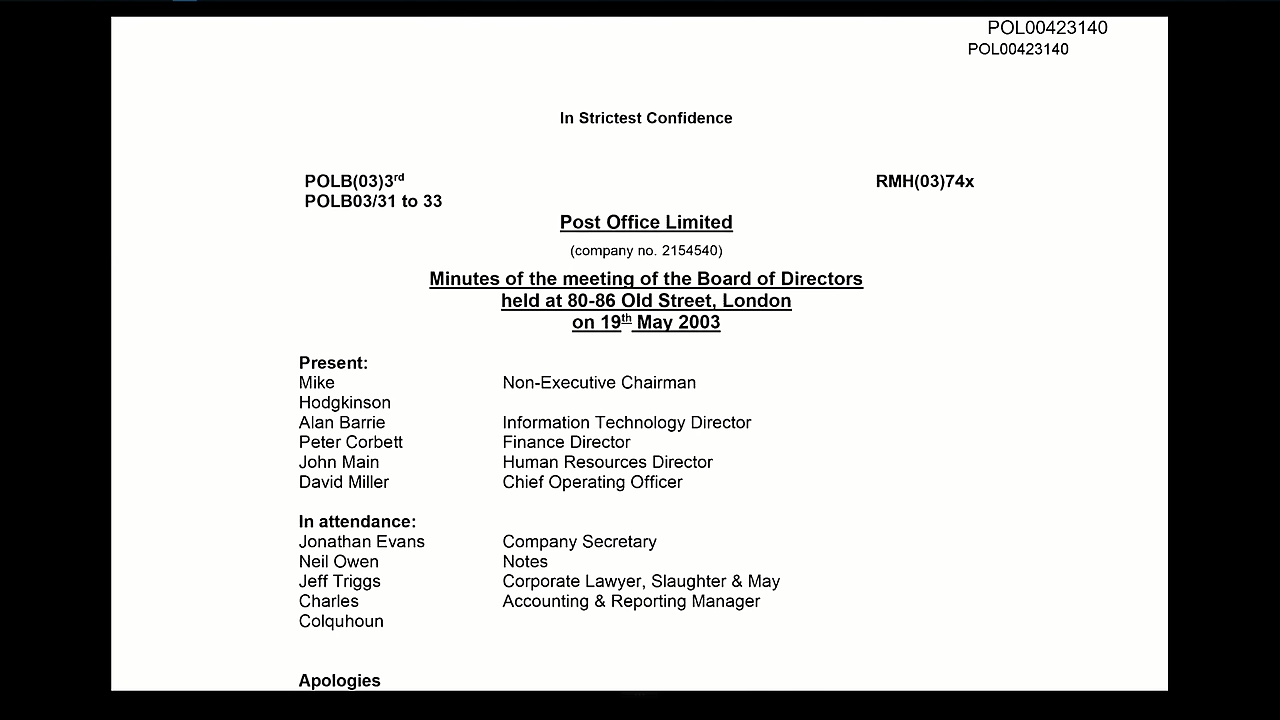 POL00423140
POL00423140
In Strictest Confidence
POLB(03)3rd RMH(03)74x
POLB03/31 to 33
Post Office Limited
(company no. 2154540)
Minutes of the meeting of the Board of Directors
held at 80-86 Old Street, London
on 19th May 2003
Present:
Mike Non-Executive Chairman
Hodgkinson
Alan Barrie Information Technology Director
Peter Corbett Finance Director
John Main Human Resources Director
David Miller Chief Operating Officer
In attendance:
Jonathan Evans Company Secretary
Neil Owen Notes
Jeff Triggs Corporate Lawyer, Slaughter & May
Charles Accounting & Reporting Manager
Colquhoun
Apologies